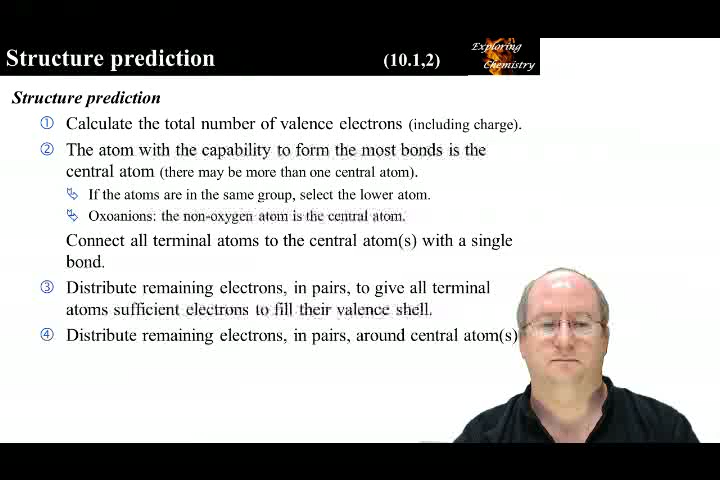 Structure prediction (10.1,2)
Exploring
Chemistry
Structure prediction
① Calculate the total number of valence electrons (including charge).
② The atom with the capability to form the most bonds is the
central atom (there may be more than one central atom).
If the atoms are in the same group, select the lower atom.
Oxoanions: the non-oxygen atom is the central atom.
Connect all terminal atoms to the central atom(s) with a single
bond.
③ Distribute remaining electrons, in pairs, to give all terminal
atoms sufficient electrons to fill their valence shell.
④ Distribute remaining electrons, in pairs, around central atom(s)